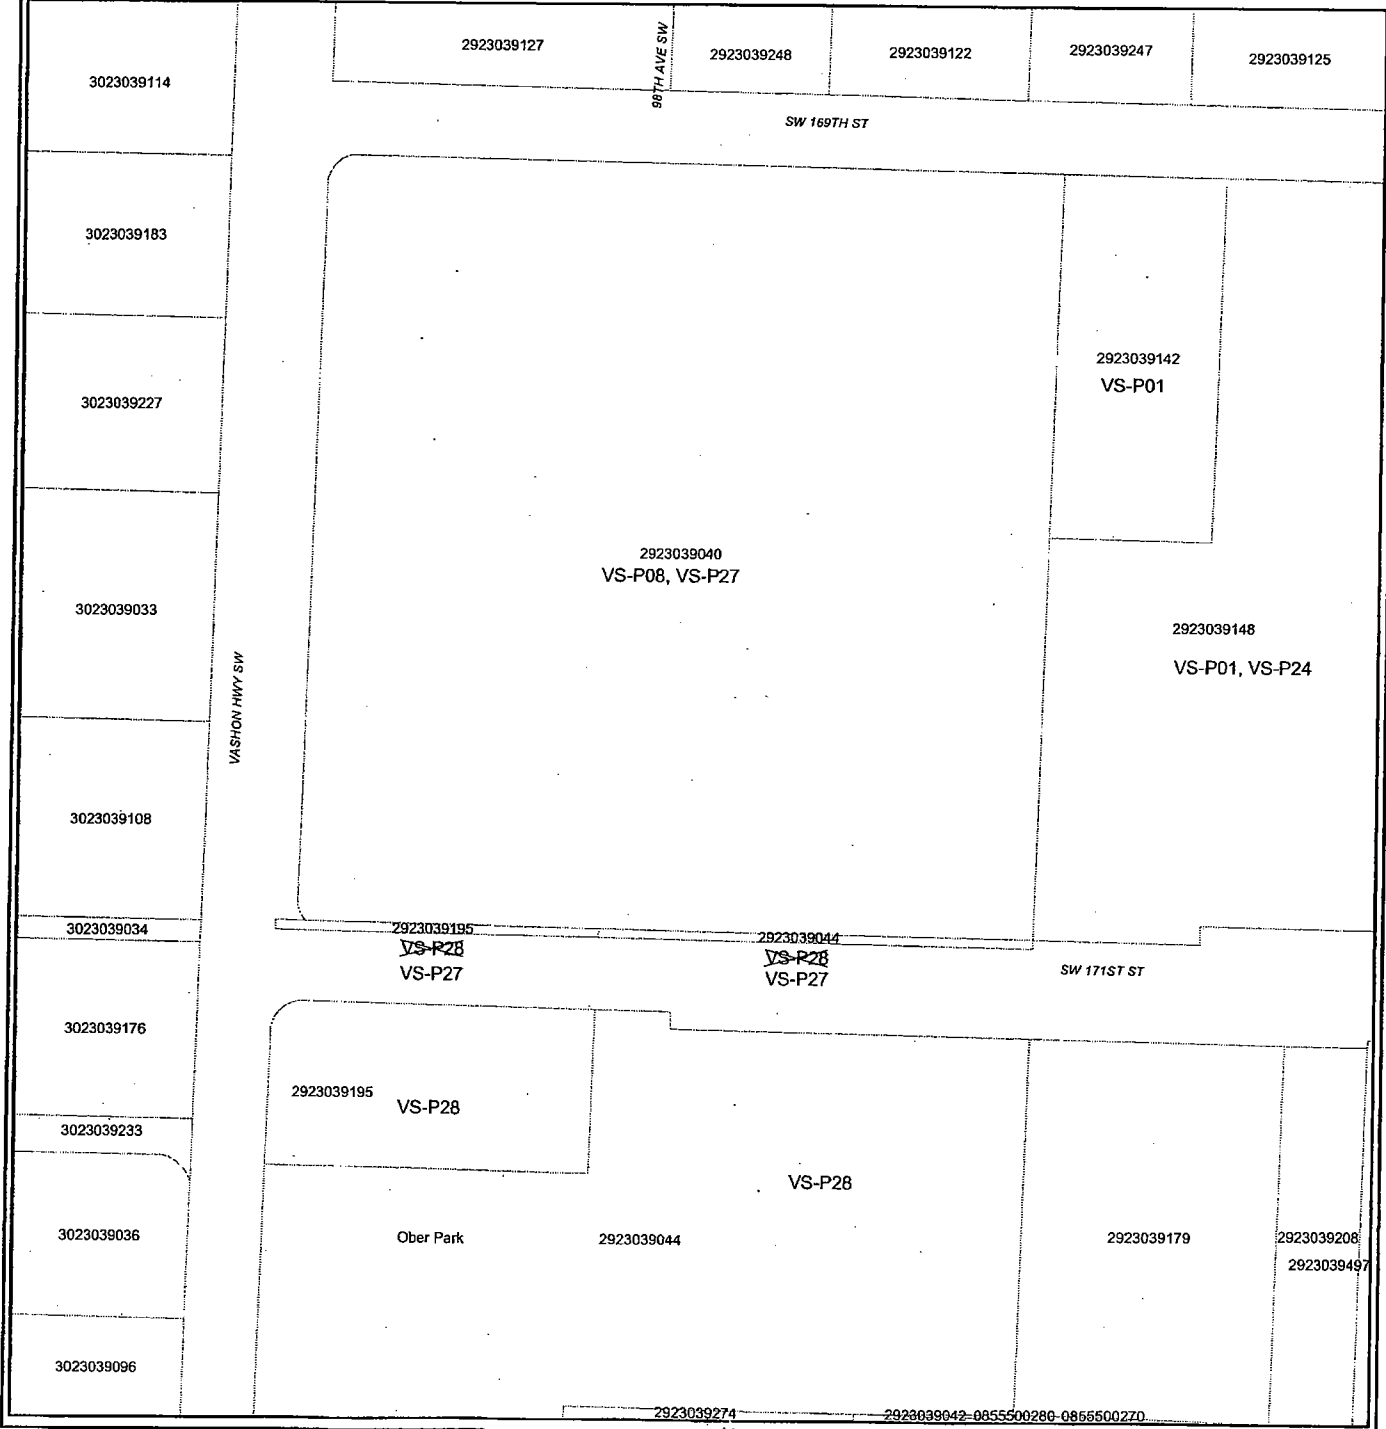 2923039127
98TH AVE SW
2923039248
2923039122
2923039247
2923039125
3023039114
SW 169TH ST
3023039183
2923039142
VS-P01
3023039227
2923039040
VS-P08, VS-P27
3023039033
2923039148
VS-P01, VS-P24
VASHON HWY SW
3023039108
3023039034
2923039195
VS-P28
VS-P27
2923039044
VS-P28
VS-P27
SW 171ST ST
3023039176
2923039195
VS-P28
3023039233
VS-P28
3023039036
Ober Park
2923039044
2923039179
2923039208
2923039497
3023039096
2923039274
2923039042 0855500280 0855500270